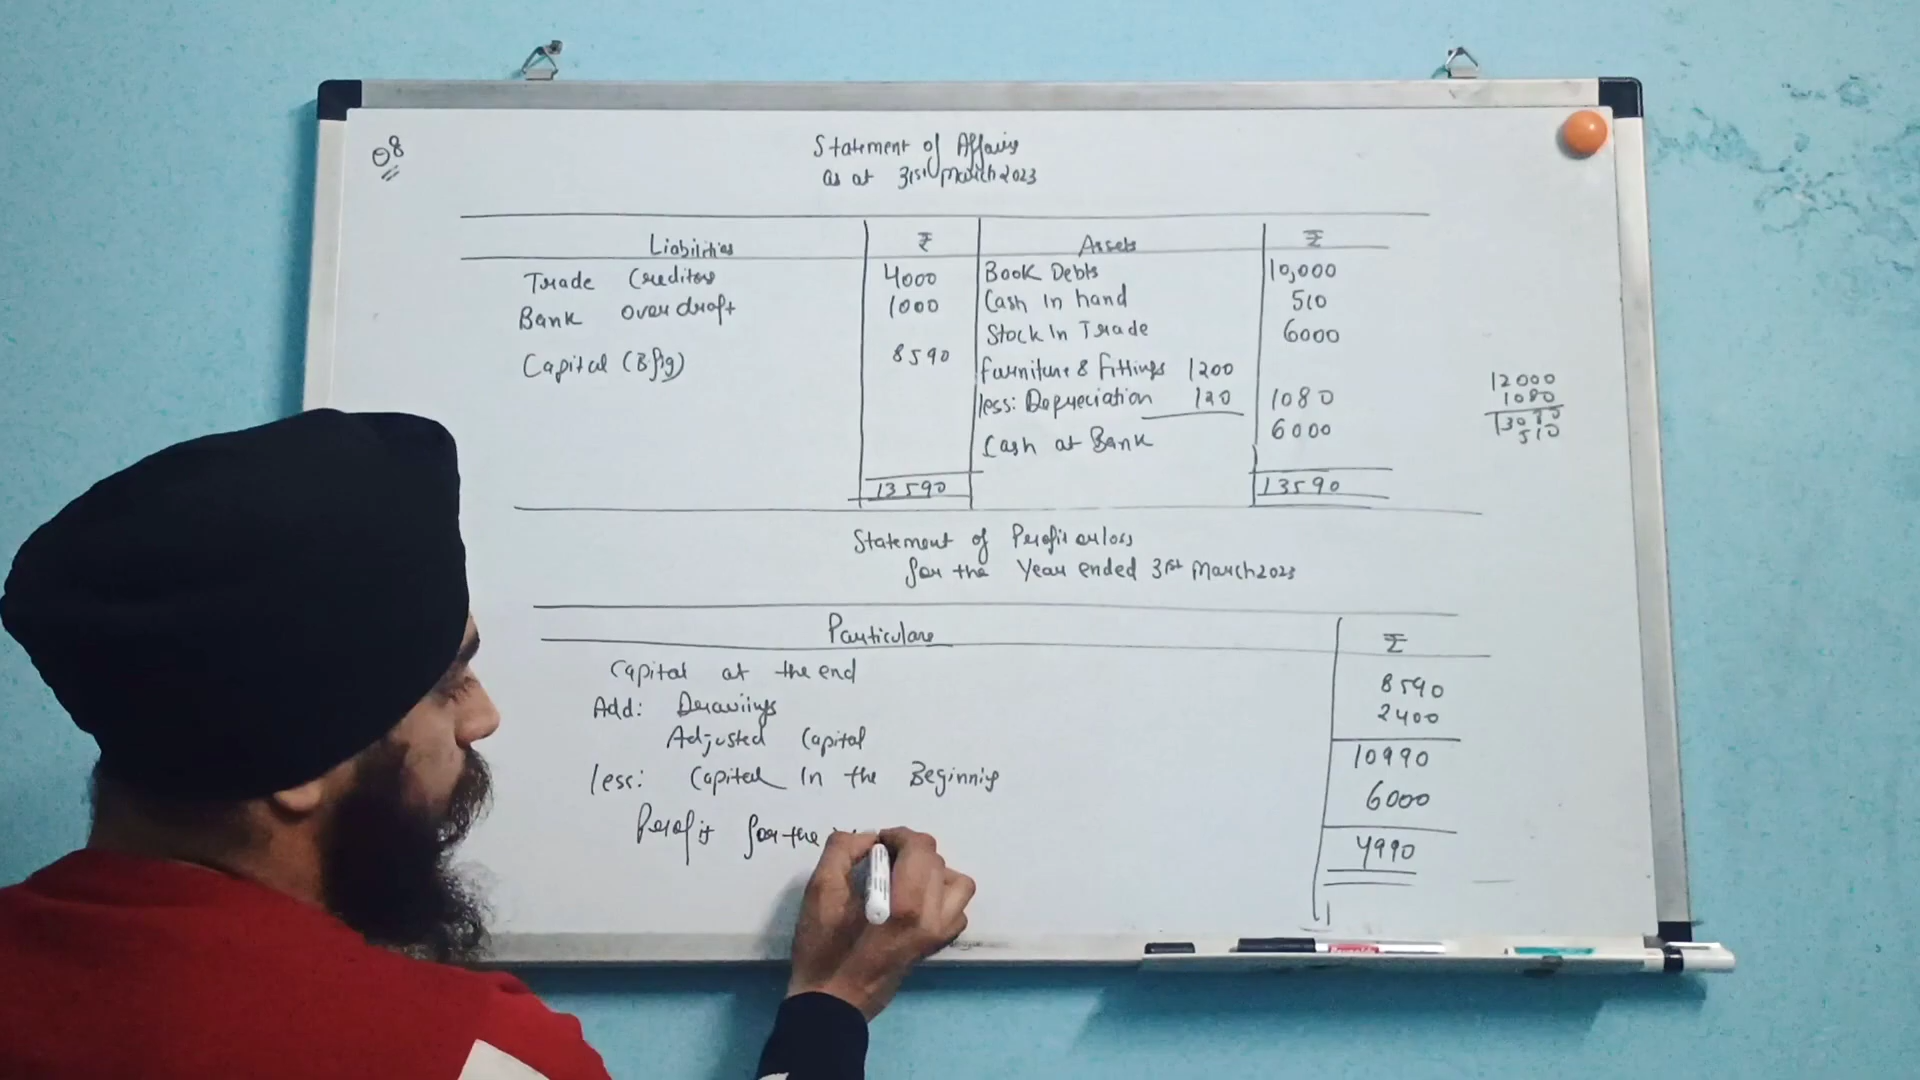 Q8
Statement of Affairs
as at 31st March 2023
Liabilities ₹ Assets ₹
Trade Creditors 4000 Book Debts 10,000
Bank overdraft 1000 Cash In hand 510
Stock In Trade 6000
Capital (Bfig) 8590 furniture & fittings 1200
less: Depreciation 120 1080
Cash at Bank 6000
13590 13590
12000
1080
13080
510
Statement of Profit or loss
for the Year ended 31st March 2023
Particulars ₹
Capital at the end 8590
Add: Drawiings 2400
Adjusted Capital 10990
less: Capital In the Beginnig 6000
Profit for the 4990